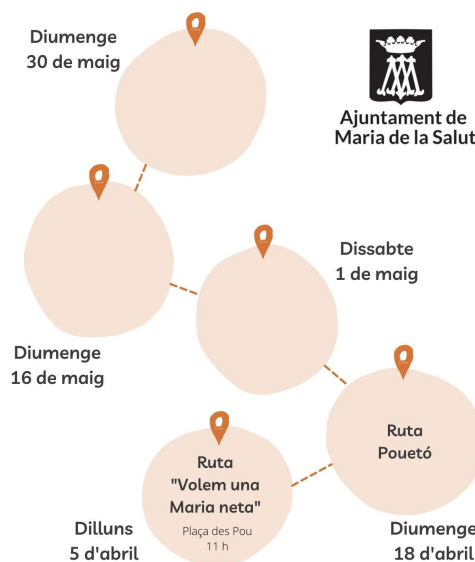 Diumenge
30 de maig
Ajuntament de
Maria de la Salut
Dissabte
1 de maig
Diumenge
16 de maig
Ruta
Pouetó
Ruta
"Volem una
Maria neta"
Plaça des Pou
11 h
Dilluns
5 d'abril
Diumenge
18 d'abril